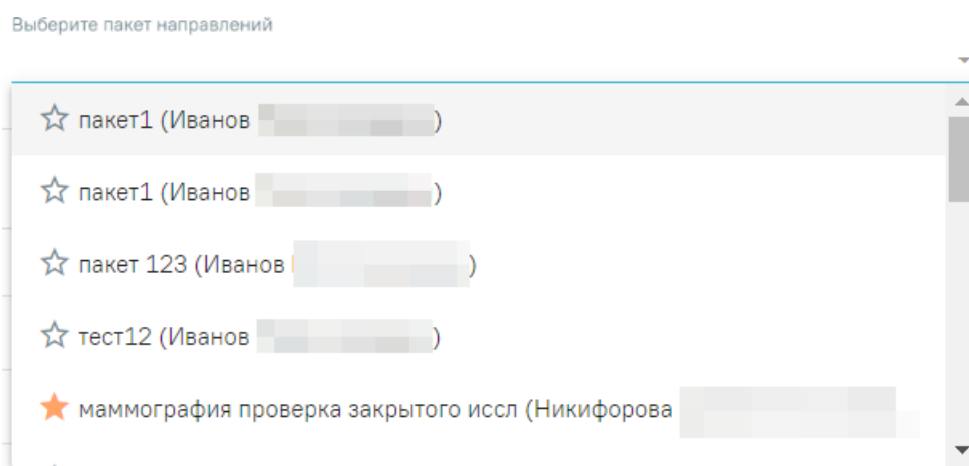 Выберите пакет направлений
пакет1 (Иванов )
пакет1 (Иванов )
пакет 123 (Иванов )
тест12 (Иванов )
маммография проверка закрытого иссл (Никифорова